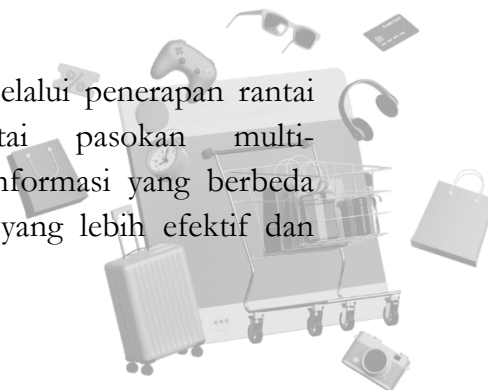 elalui penerapan rantai
tai pasokan multi-
nformasi yang berbeda
yang lebih efektif dan